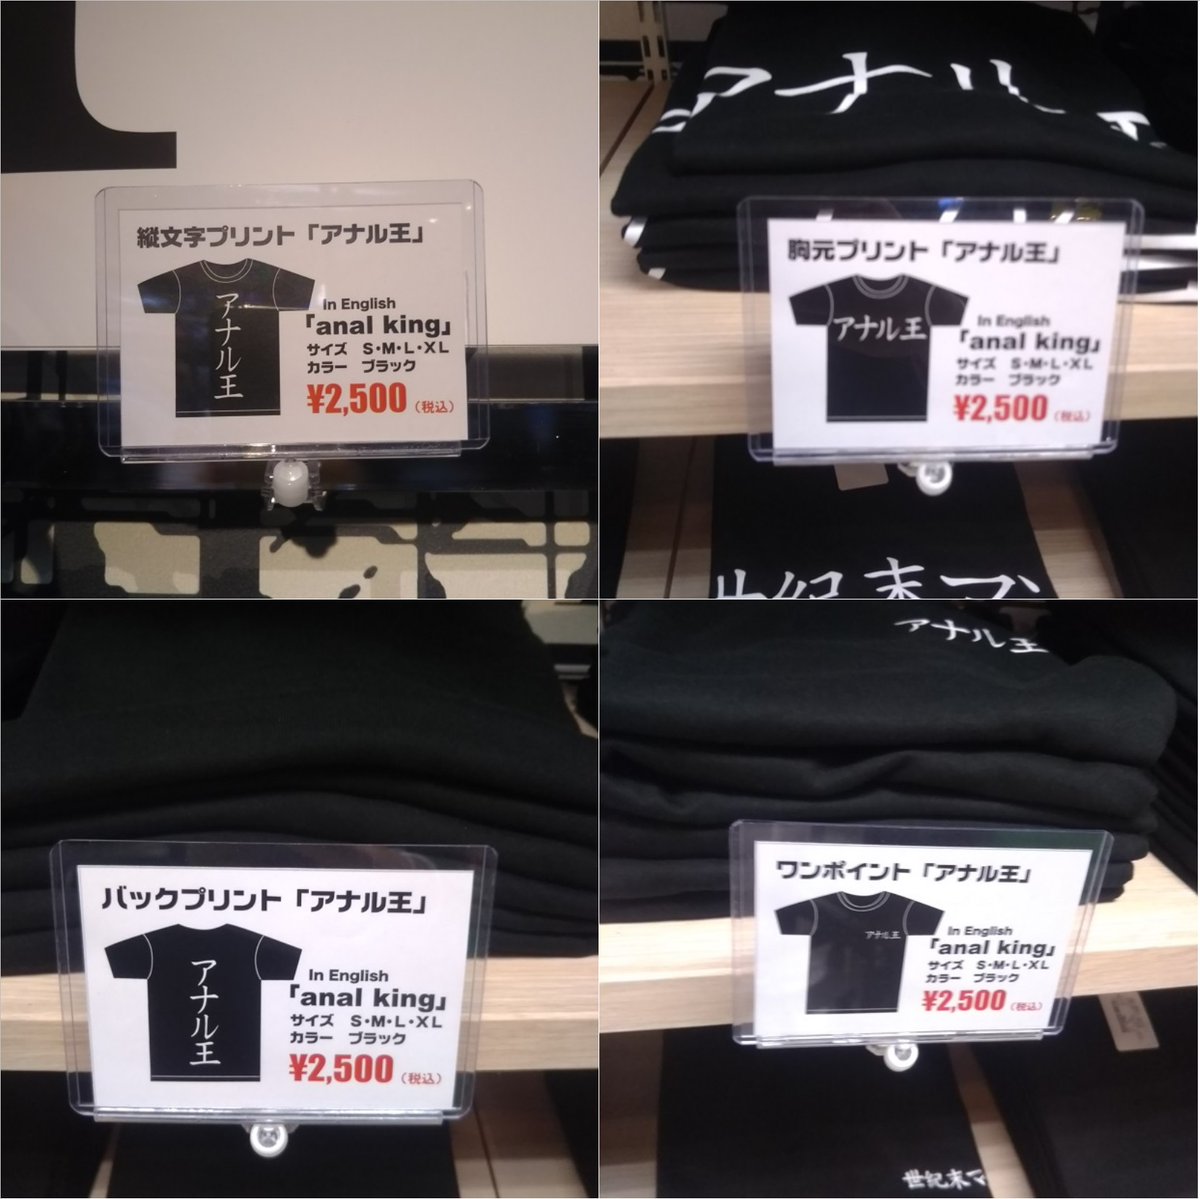 縦文字プリント「アナル王」
アナル王
In English
「anal king」
サイズ S・M・L・XL
カラー ブラック
¥2,500(税込)
アナル
胸元プリント「アナル王」
アナル王
In English
「anal king」
サイズ S・M・L・XL
カラー ブラック
¥2,500(税込)
世紀末マ
バックプリント「アナル王」
アナル王
In English
「anal king」
サイズ S・M・L・XL
カラー ブラック
¥2,500(税込)
アナル王
ワンポイント「アナル王」
アナル王
In English
「anal king」
サイズ S・M・L・XL
カラー ブラック
¥2,500(税込)
世紀末マ